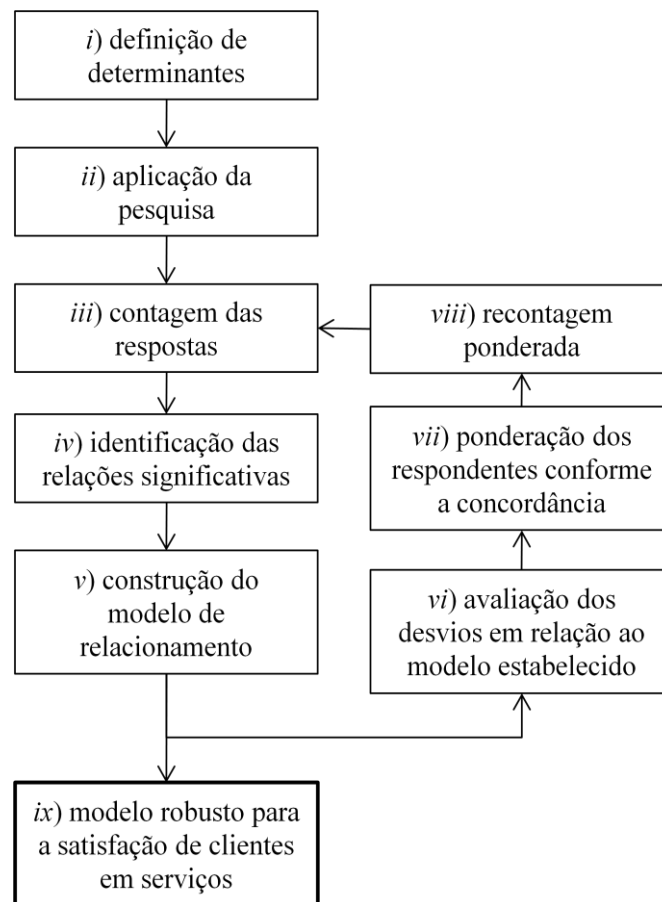 i) definição de
determinantes
ii) aplicação da
pesquisa
iii) contagem das
respostas
iv) identificação das
relações significativas
v) construção do
modelo de
relacionamento
vi) avaliação dos
desvios em relação ao
modelo estabelecido
vii) ponderação dos
respondentes conforme
a concordância
viii) recontagem
ponderada
ix) modelo robusto para
a satisfação de clientes
em serviços